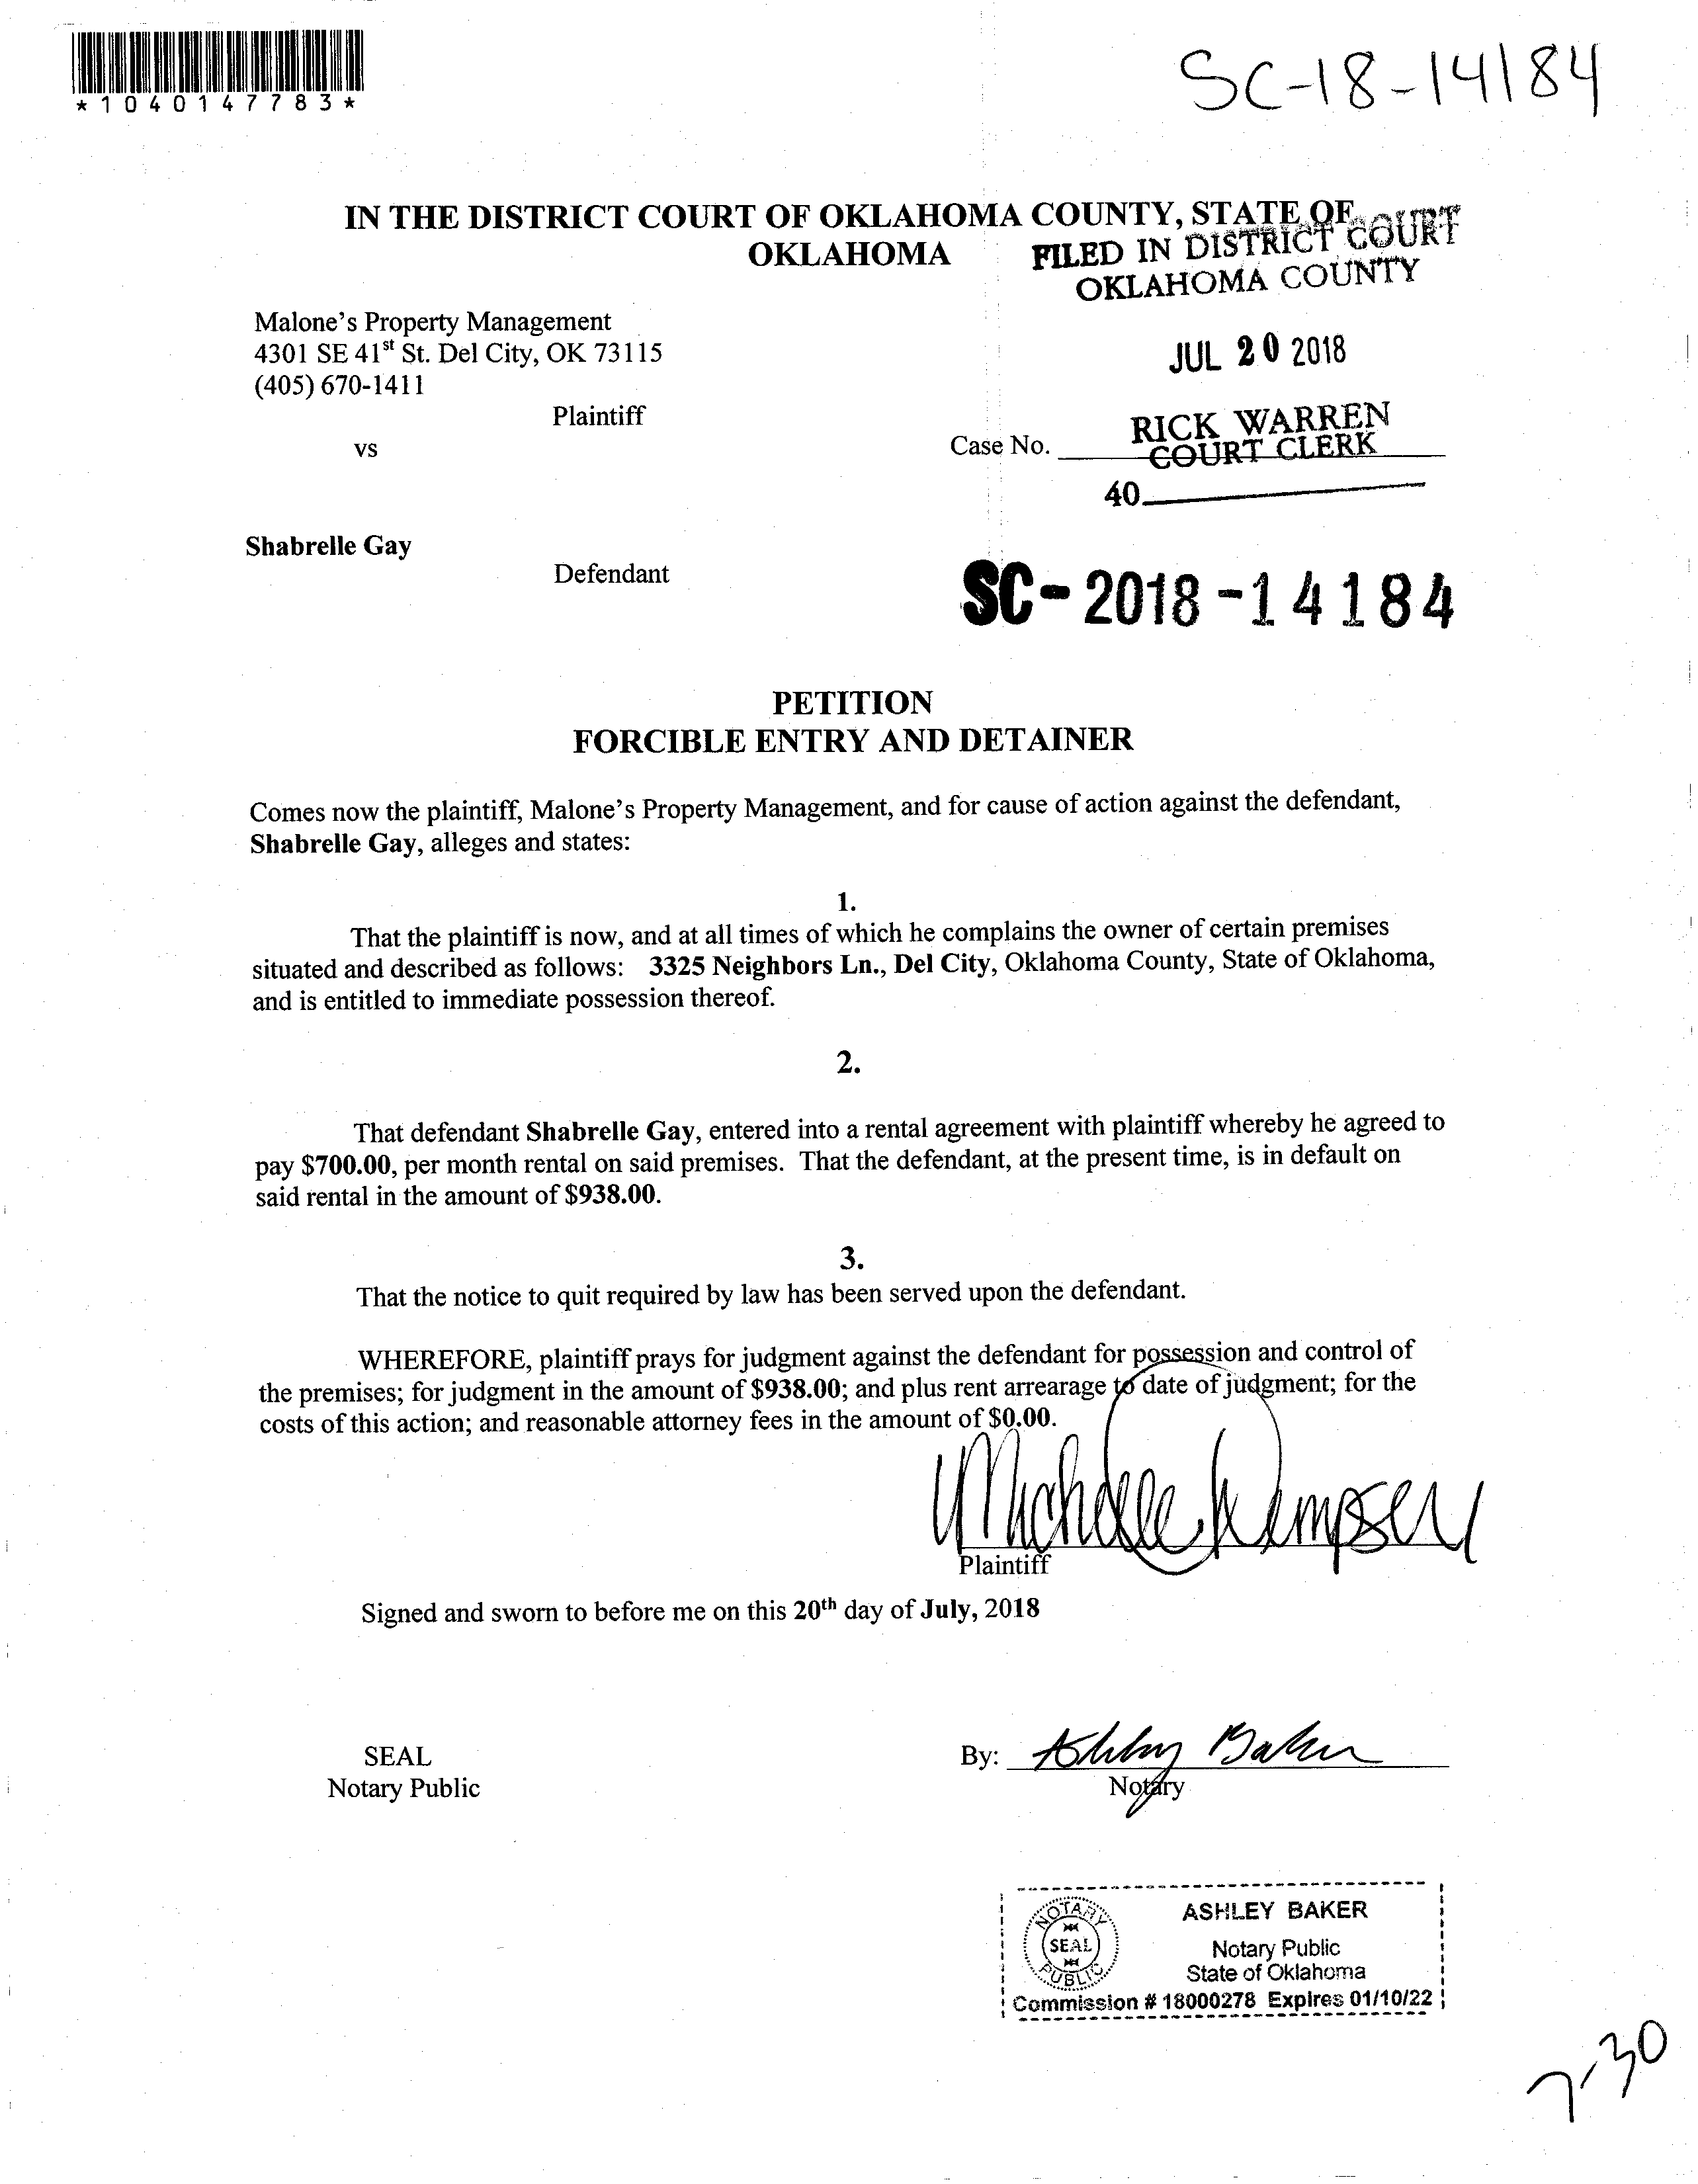 *1040147783*
SC-18-14184
IN THE DISTRICT COURT OF OKLAHOMA COUNTY, STATE OF
OKLAHOMA
FILED IN DISTRICT COURT
OKLAHOMA COUNTY
Malone's Property Management
4301 SE 41st St. Del City, OK 73115
(405) 670-1411
JUL 20 2018
Plaintiff
RICK WARREN
COURT CLERK
vs
Case No.
40
Shabrelle Gay
Defendant
SC-2018-14184
PETITION
FORCIBLE ENTRY AND DETAINER
Comes now the plaintiff, Malone's Property Management, and for cause of action against the defendant,
Shabrelle Gay, alleges and states:
1.
That the plaintiff is now, and at all times of which he complains the owner of certain premises
situated and described as follows: 3325 Neighbors Ln., Del City, Oklahoma County, State of Oklahoma,
and is entitled to immediate possession thereof.
2.
That defendant Shabrelle Gay, entered into a rental agreement with plaintiff whereby he agreed to
pay $700.00, per month rental on said premises. That the defendant, at the present time, is in default on
said rental in the amount of $938.00.
3.
That the notice to quit required by law has been served upon the defendant.
WHEREFORE, plaintiff prays for judgment against the defendant for possession and control of
the premises; for judgment in the amount of $938.00; and plus rent arrearage to date of judgment; for the
costs of this action; and reasonable attorney fees in the amount of $0.00.
Michelle Dempsey
Plaintiff
Signed and sworn to before me on this 20th day of July, 2018
SEAL
Notary Public
By: Ashley Baker
Notary
NOTARY
SEAL
PUBLIC
ASHLEY BAKER
Notary Public
State of Oklahoma
Commission # 18000278 Expires 01/10/22
7-30